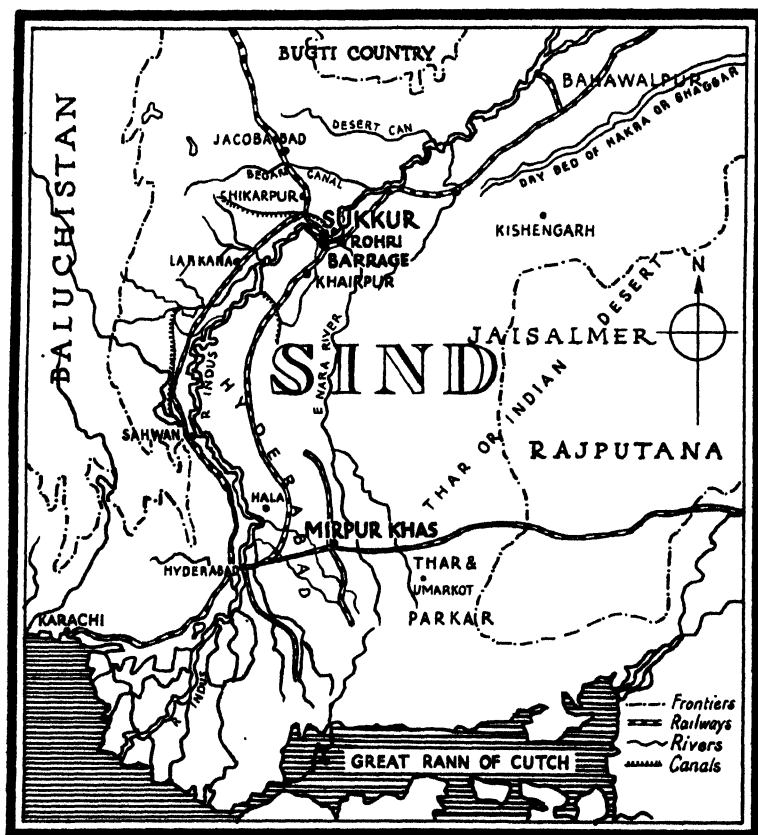 BUGTI COUNTRY
BAHAWALPUR
DESERT CAN
DRY BED OF HAKRA OR GHAGGAR
BALUCHISTAN
JACOBABAD
BEGARI CANAL
SHIKARPUR
SUKKUR
ROHRI
BARRAGE
KISHENGARH
LARKANA
KHAIRPUR
N
SIND
JAISALMER
R INDUS
HYDERABAD
E NARA RIVER
THAR OR INDIAN DESERT
SAHWAN
RAJPUTANA
HALA
MIRPUR KHAS
HYDERABAD
THAR &
UMARKOT
PARKAR
KARACHI
R INDUS
Frontiers
Railways
Rivers
Canals
GREAT RANN OF CUTCH